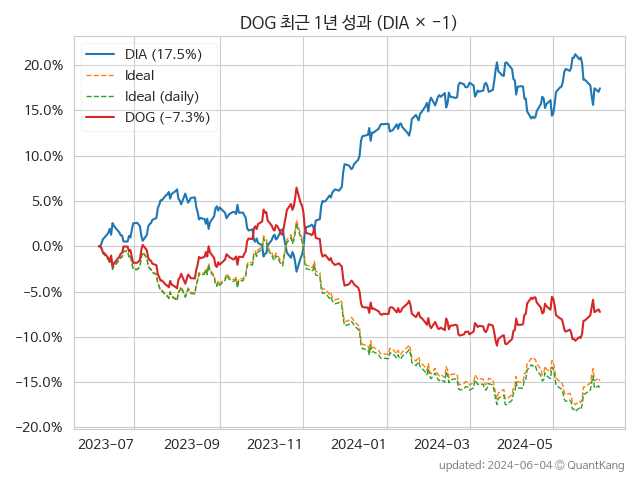 DOG 최근 1년 성과 (DIA × -1)
DIA (17.5%)
Ideal
Ideal (daily)
DOG (-7.3%)
20.0%
15.0%
10.0%
5.0%
0.0%
-5.0%
-10.0%
-15.0%
-20.0%
2023-07 2023-09 2023-11 2024-01 2024-03 2024-05
updated: 2024-06-04 © QuantKang